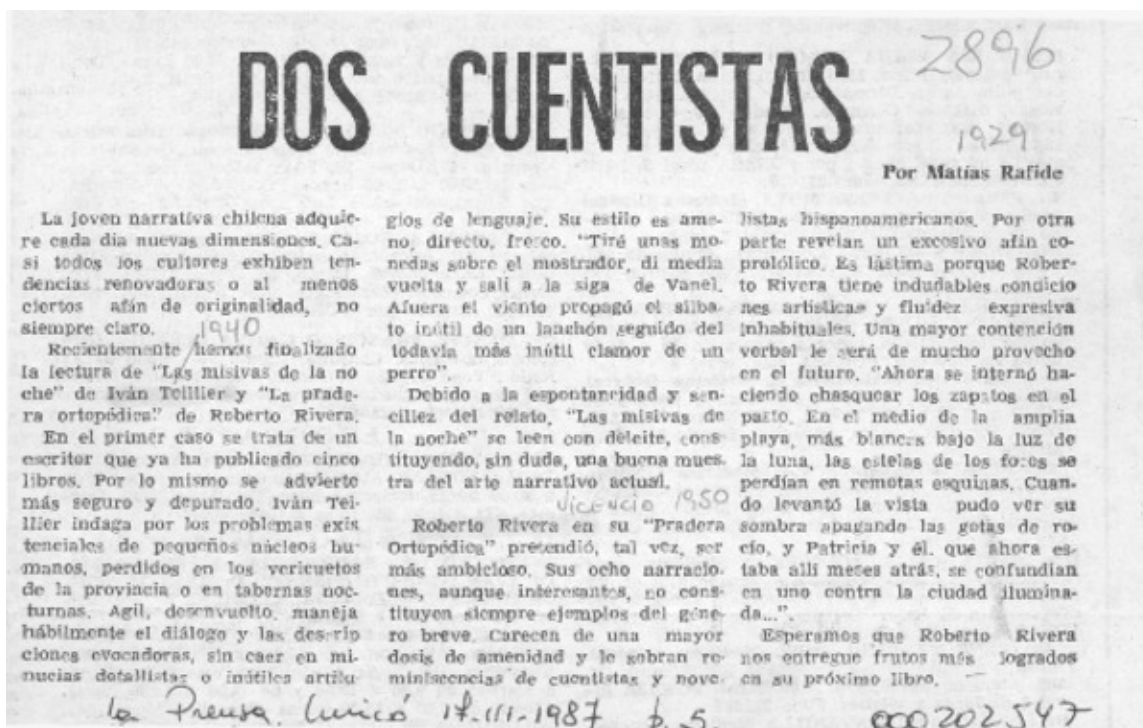 2896
DOS CUENTISTAS
1929
Por Matías Rafide
La joven narrativa chilena adquie-
re cada día nuevas dimensiones. Ca-
si todos los cultores exhiben ten-
dencias renovadoras o al menos
ciertos afán de originalidad, no
siempre claro.
1940
Recientemente hemos finalizado
la lectura de "Las misivas de la no
che" de Iván Teillier y "La prade-
ra ortopédica" de Roberto Rivera.
En el primer caso se trata de un
escritor que ya ha publicado cinco
libros. Por lo mismo se advierte
más seguro y depurado. Iván Tei-
llier indaga por los problemas exis
tenciales de pequeños núcleos hu-
manos, perdidos en los vericuetos
de la provincia o en tabernas noc-
turnas. Agil, desenvuelto, maneja
hábilmente el diálogo y las descrip
ciones evocadoras, sin caer en mi-
nucias detallistas o inútiles artilu
gios de lenguaje. Su estilo es ame-
no, directo, fresco. "Tiré unas mo-
nedas sobre el mostrador, di media
vuelta y salí a la siga de Vanel.
Afuera el viento propagó el silba-
to inútil de un lanchón seguido del
todavía más inútil clamor de un
perro".
Debido a la espontaneidad y sen-
cillez del relato, "Las misivas de
la noche" se leen con deleite, cons
tituyendo, sin duda, una buena mues.
tra del arte narrativo actual.
Vicencio 1950
Roberto Rivera en su "Pradera
Ortopédica" pretendió, tal vez, ser
más ambicioso. Sus ocho narracio-
nes, aunque interesantes, no cons-
tituyen siempre ejemplos del géne-
ro breve. Carecen de una mayor
dosis de amenidad y le sobran re-
miniscencias de cuentistas y nove-
listas hispanoamericanos. Por otra
parte revelan un excesivo afán co-
prolólico. Es lástima porque Rober-
to Rivera tiene indudables condicio
nes artísticas y fluidez expresiva
inhabituales. Una mayor contención
verbal le será de mucho provecho
en el futuro. "Ahora se internó ha-
ciendo chasquear los zapatos en el
pasto. En el medio de la amplia
playa, más blanca bajo la luz de
la luna, las estelas de los focos se
perdían en remotas esquinas. Cuan-
do levantó la vista pudo ver su
sombra apagando las gotas de ro-
cío, y Patricia y él, que ahora es-
taba allí meses atrás, se confundían
en uno contra la ciudad ilumina-
da...".
Esperamos que Roberto Rivera
nos entregue frutos más logrados
en su próximo libro.
La Prensa. Curicó 17-III-1987 p. 5
000202.547